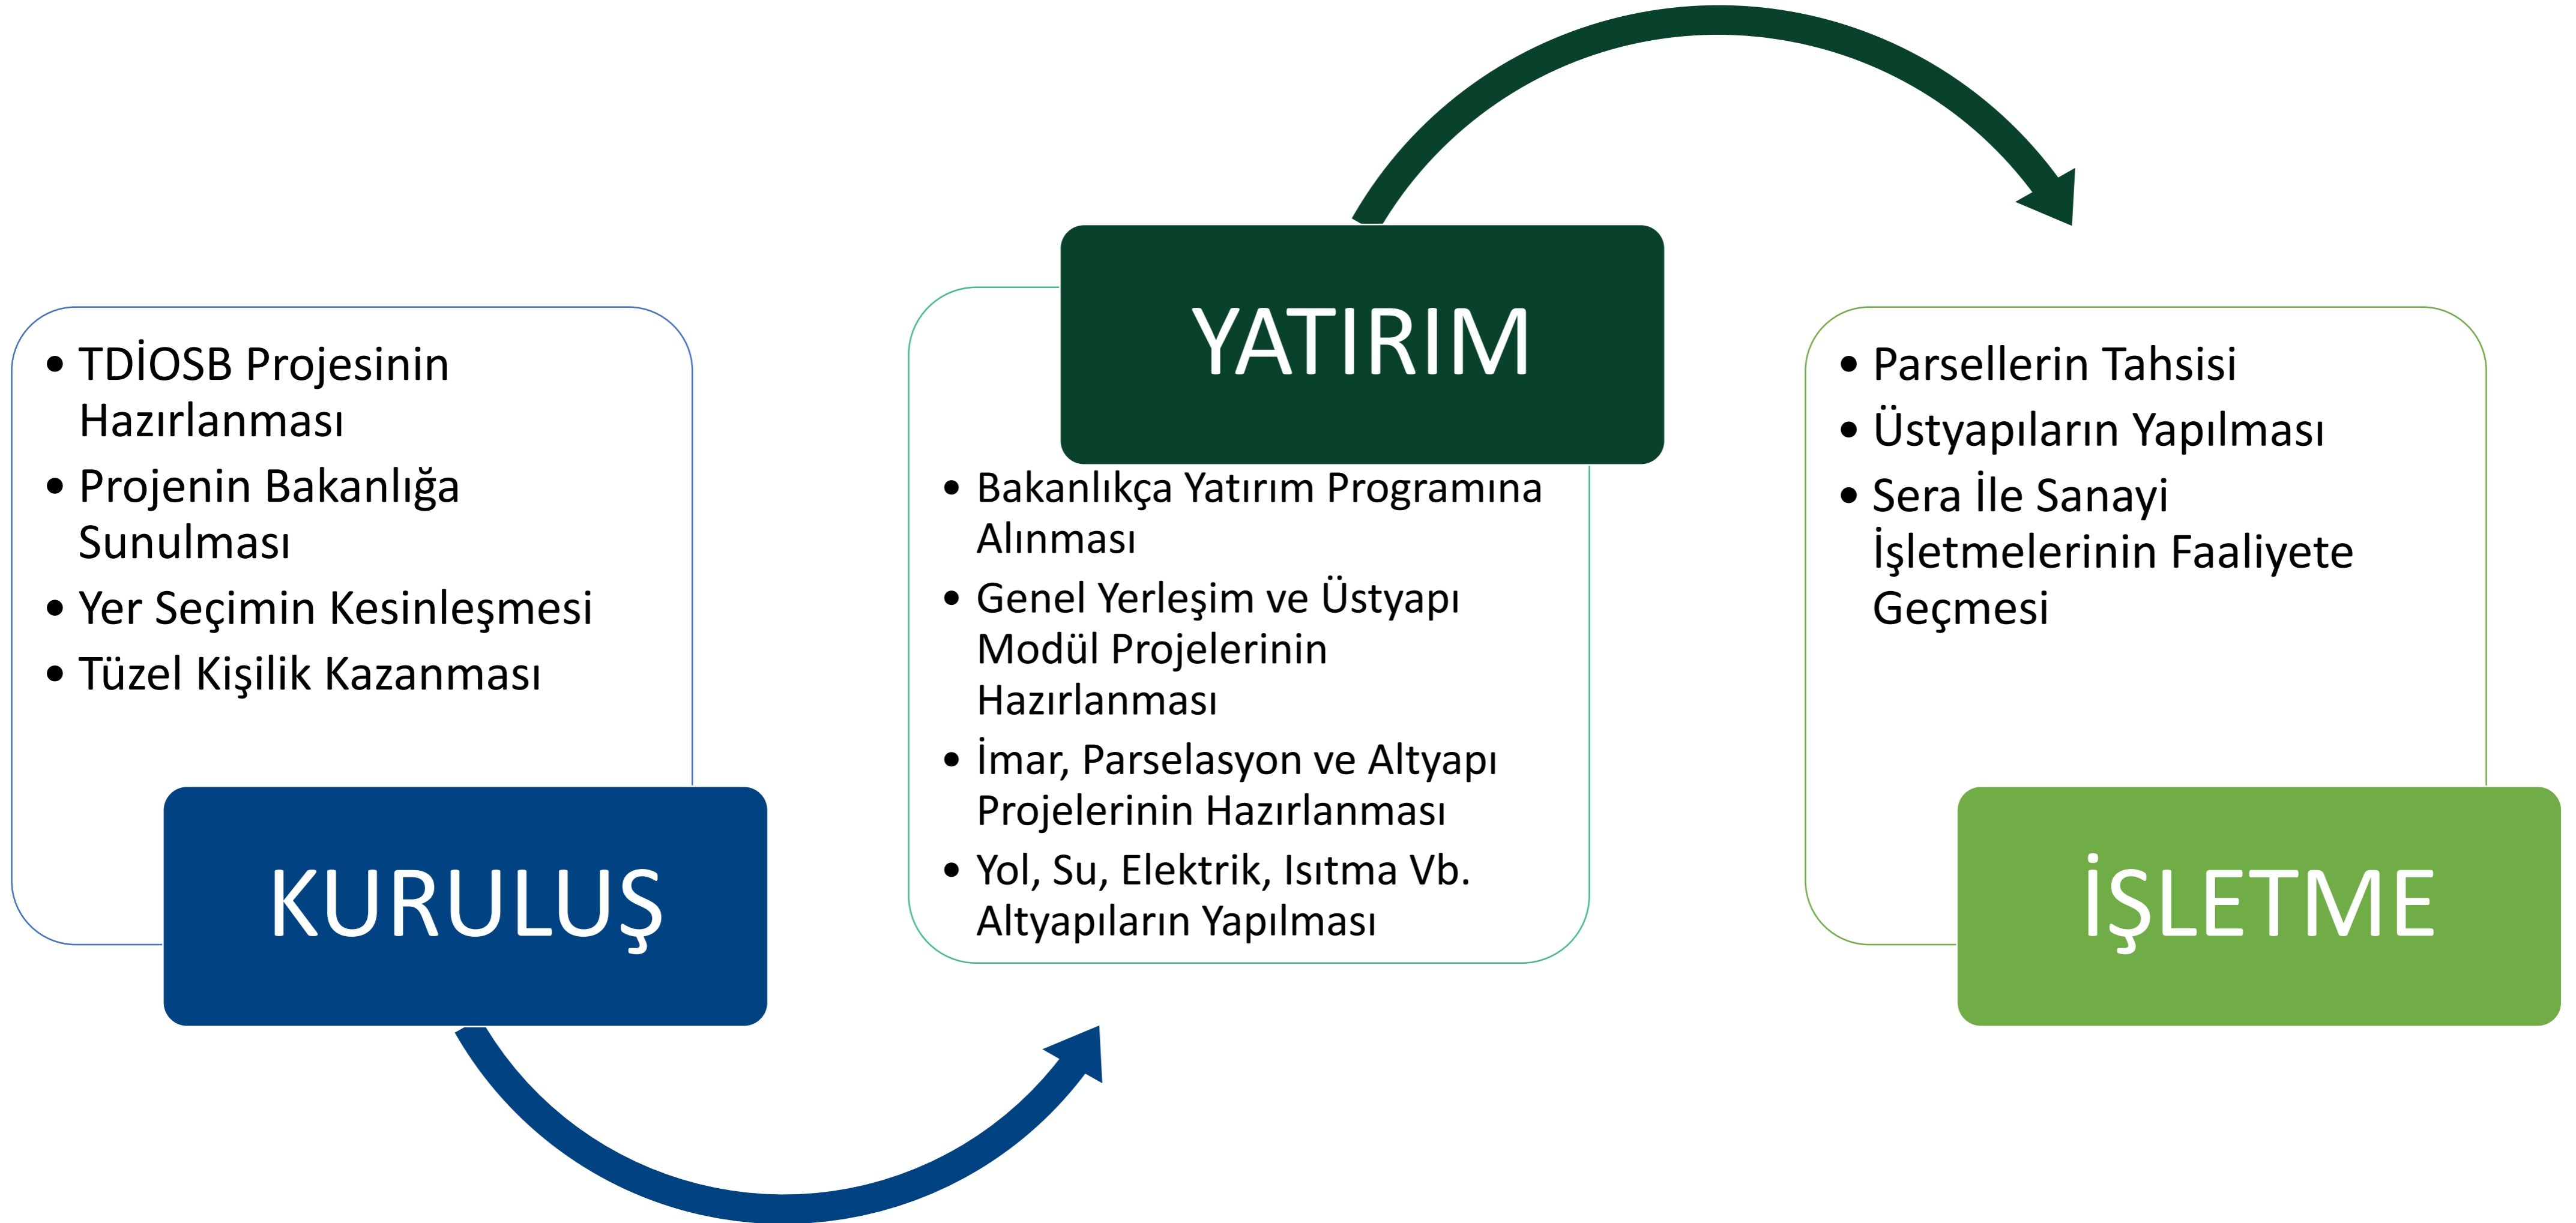 • TDİOSB Projesinin
Hazırlanması
• Projenin Bakanlığa
Sunulması
• Yer Seçimin Kesinleşmesi
• Tüzel Kişilik Kazanması
KURULUŞ
YATIRIM
• Bakanlıkça Yatırım Programına
Alınması
• Genel Yerleşim ve Üstyapı
Modül Projelerinin
Hazırlanması
• İmar, Parselasyon ve Altyapı
Projelerinin Hazırlanması
• Yol, Su, Elektrik, Isıtma Vb.
Altyapıların Yapılması
• Parsellerin Tahsisi
• Üstyapıların Yapılması
• Sera İle Sanayi
İşletmelerinin Faaliyete
Geçmesi
İŞLETME